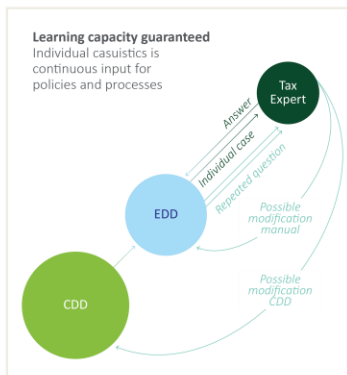 Learning capacity guaranteed
Individual casuistics is
continuous input for
policies and processes
Tax
Expert
Answer
Individual case
Repeated question
EDD
Possible
modification
manual
Possible
modification
CDD
CDD